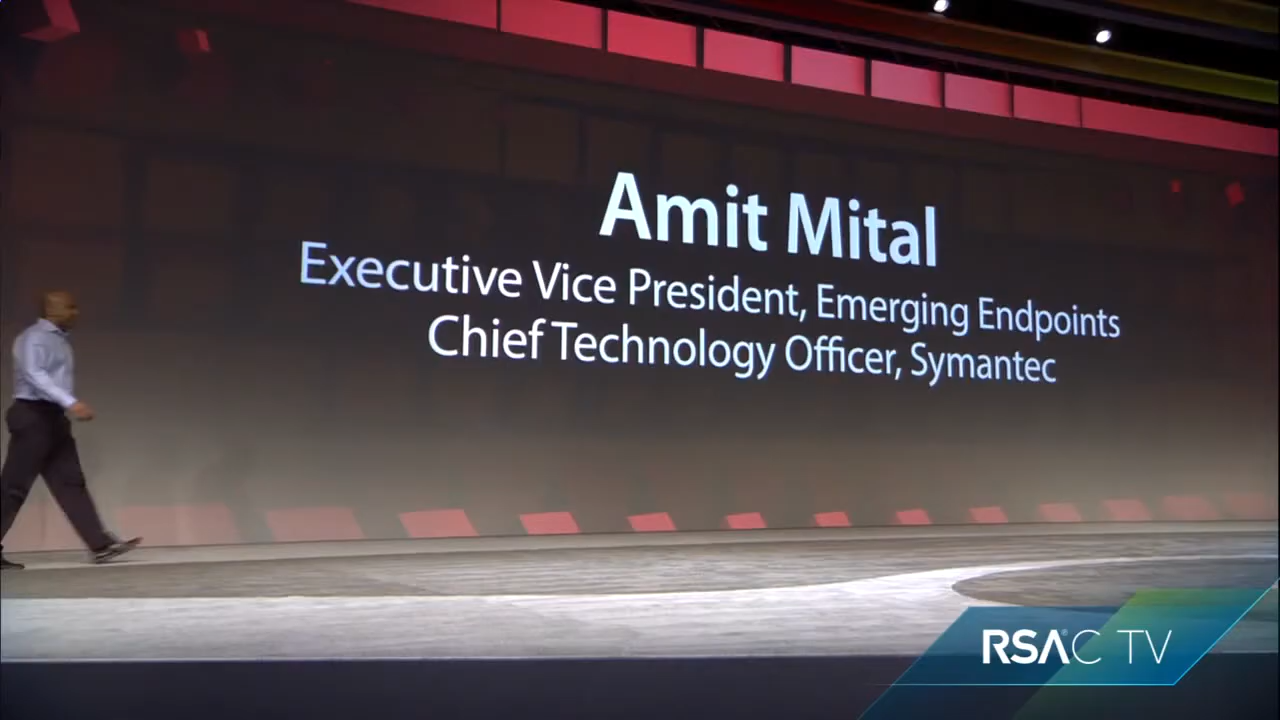 Amit Mital
Executive Vice President, Emerging Endpoints
Chief Technology Officer, Symantec
RSAC TV